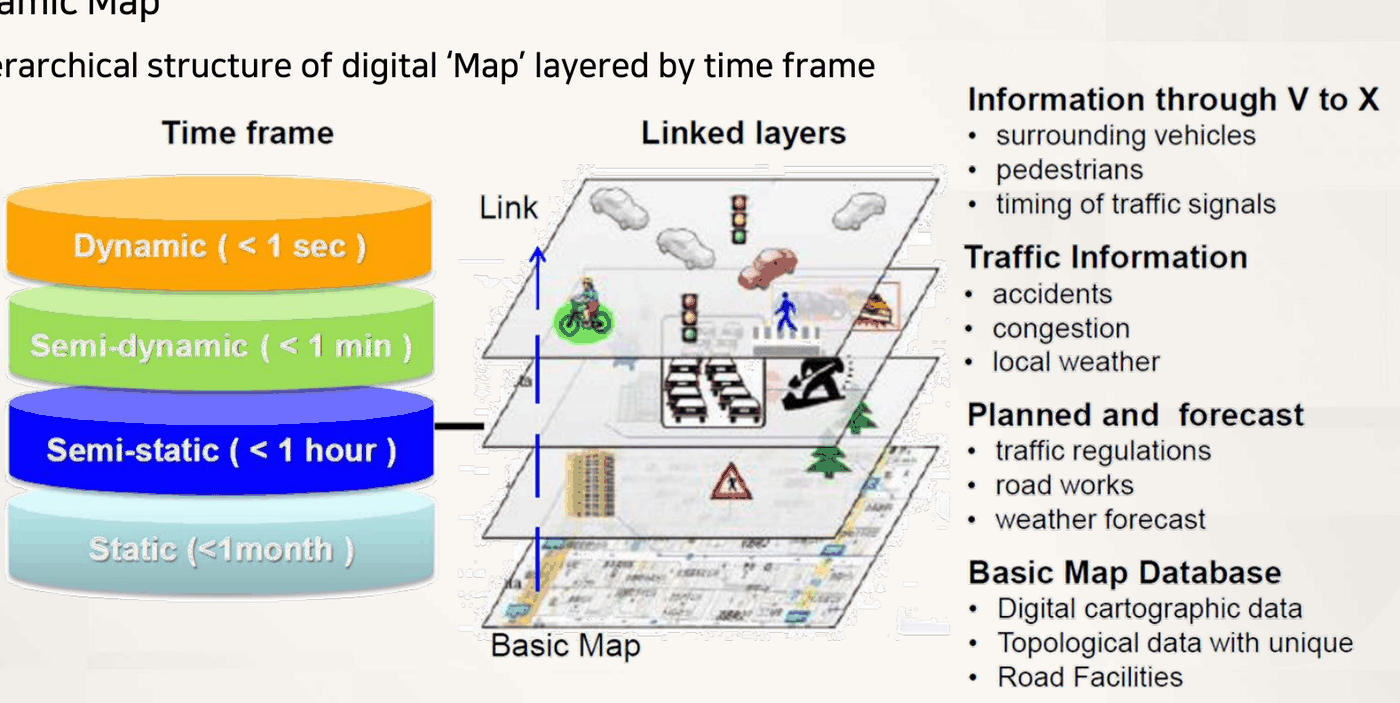 amic Map
erarchical structure of digital ‘Map’ layered by time frame
Time frame
Dynamic ( < 1 sec )
Semi-dynamic ( < 1 min )
Semi-static ( < 1 hour )
Static (<1month )
Linked layers
Link
Basic Map
Information through V to X
• surrounding vehicles
• pedestrians
• timing of traffic signals
Traffic Information
• accidents
• congestion
• local weather
Planned and forecast
• traffic regulations
• road works
• weather forecast
Basic Map Database
• Digital cartographic data
• Topological data with unique
• Road Facilities